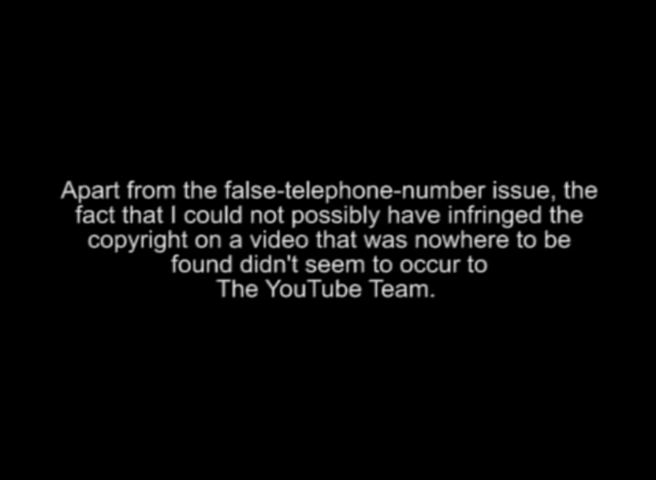 Apart from the false-telephone-number issue, the
fact that I could not possibly have infringed the
copyright on a video that was nowhere to be
found didn't seem to occur to
The YouTube Team.